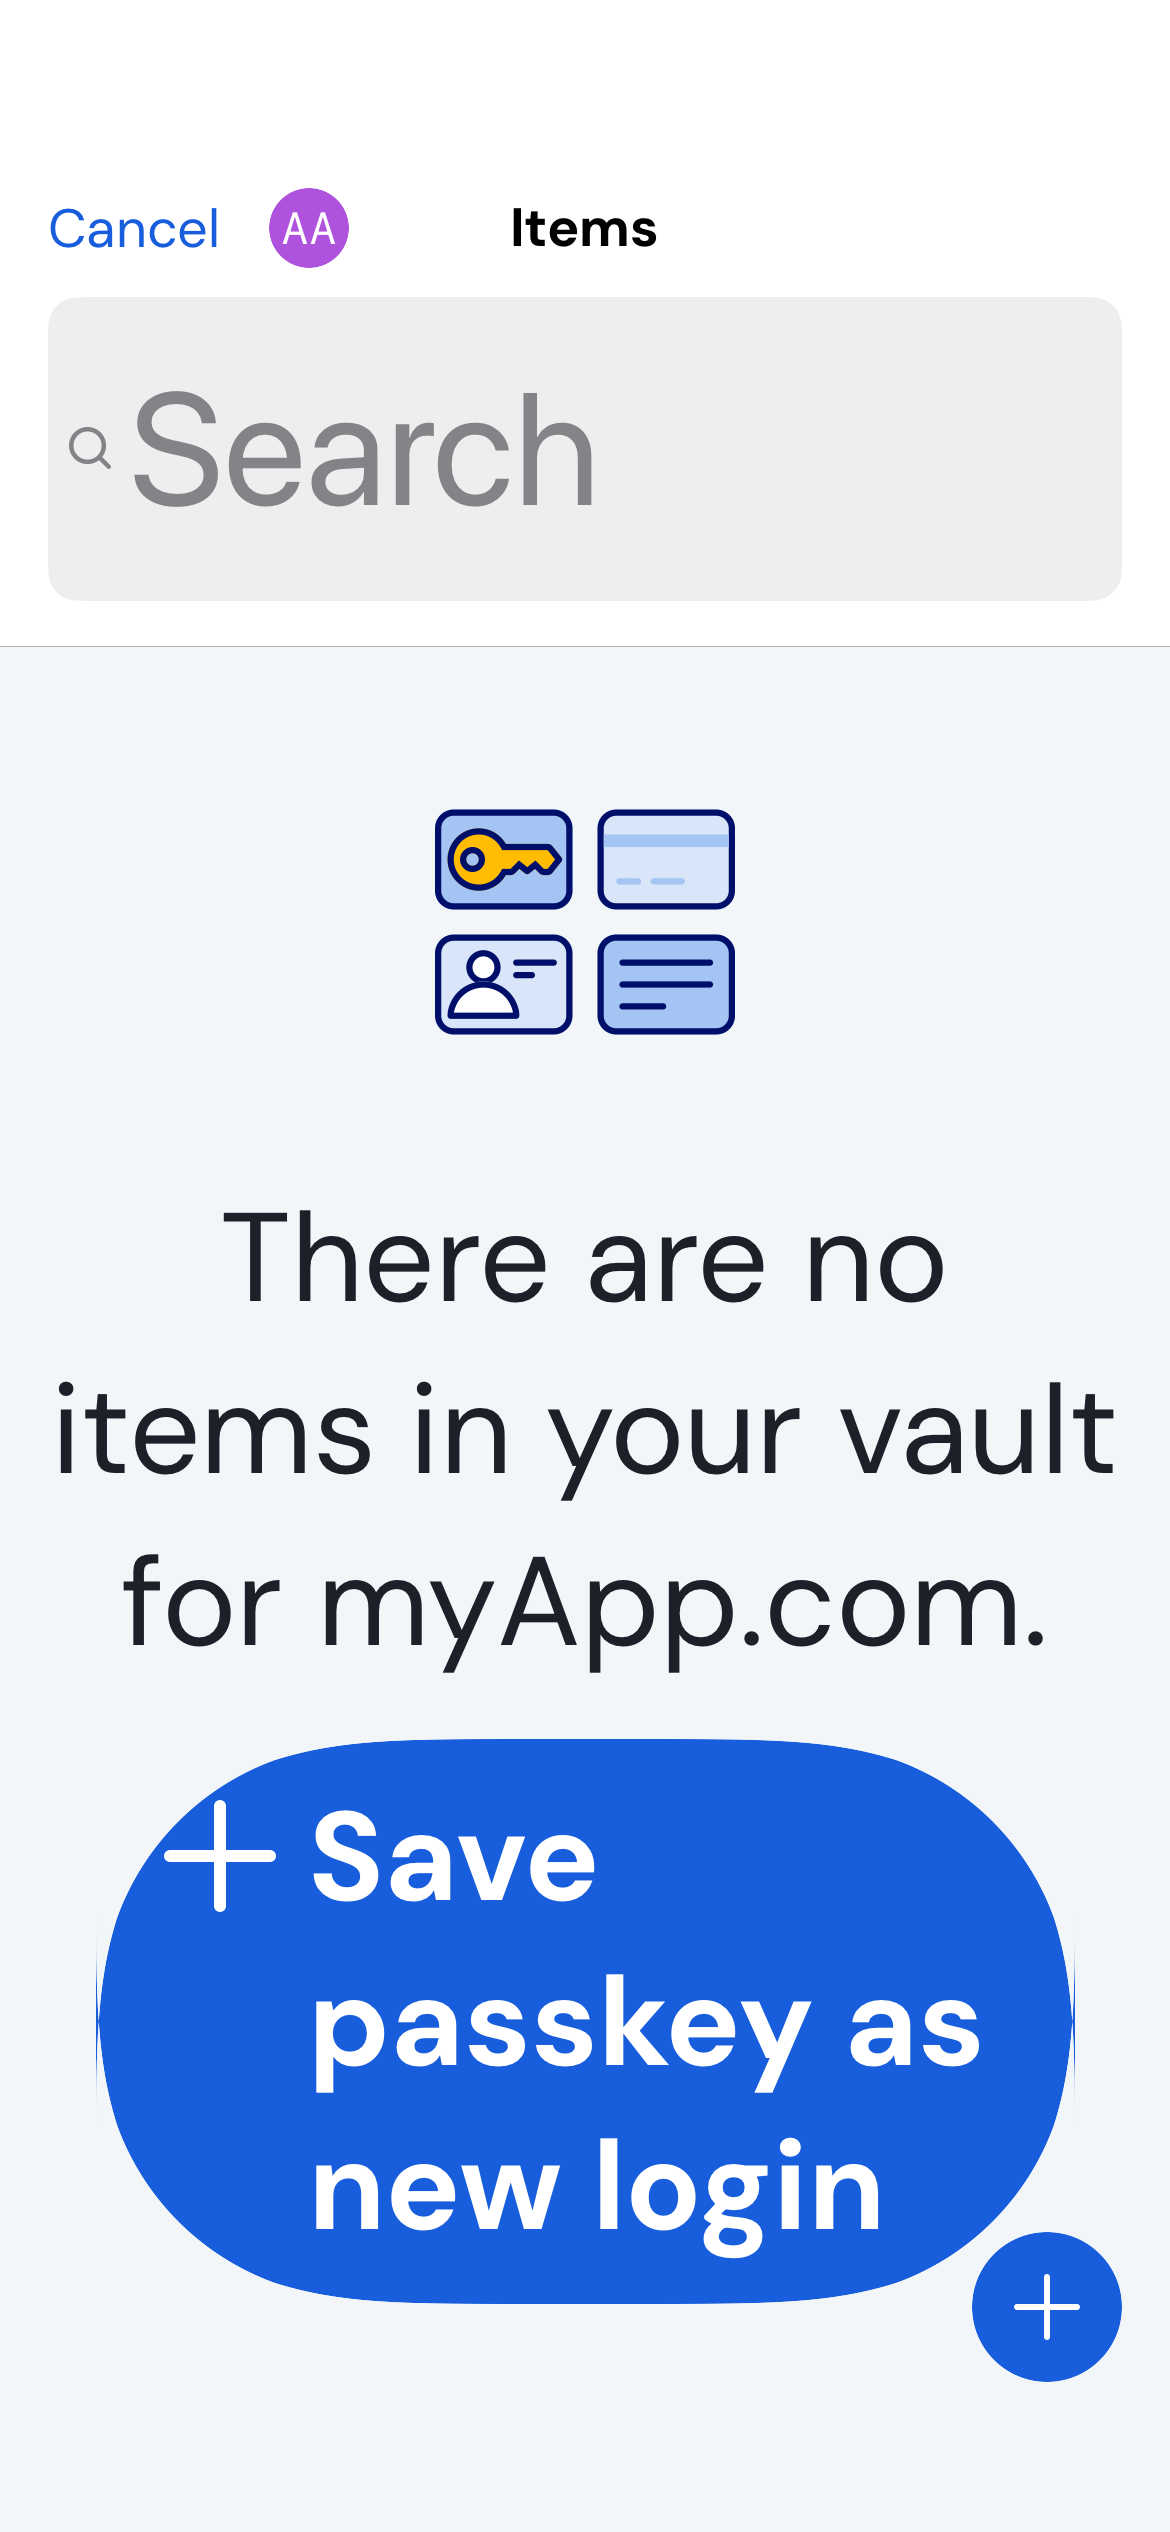 Cancel AA Items
Search
There are no
items in your vault
for myApp.com.
Save
passkey as
new login